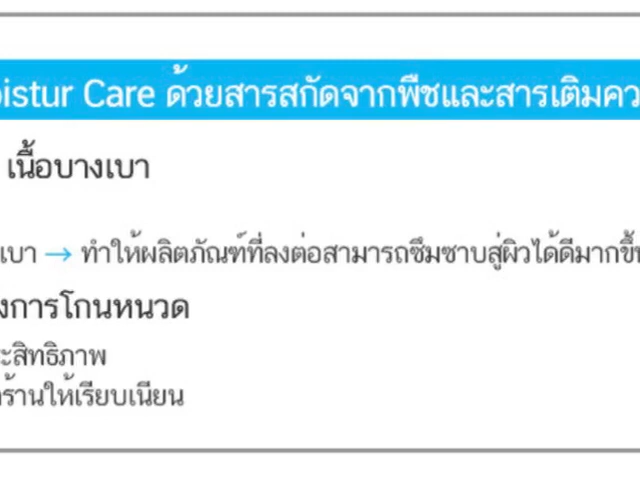 istur Care ด้วยสารสกัดจากพืชและสารเติมคว
เนื้อบางเบา
เบา → ทำให้ผลิตภัณฑ์ที่ลงต่อสามารถซึมซาบสู่ผิวได้ดีมากขึ้น
งการโกนหนวด
ะสิทธิภาพ
ร้านให้เรียบเนียน